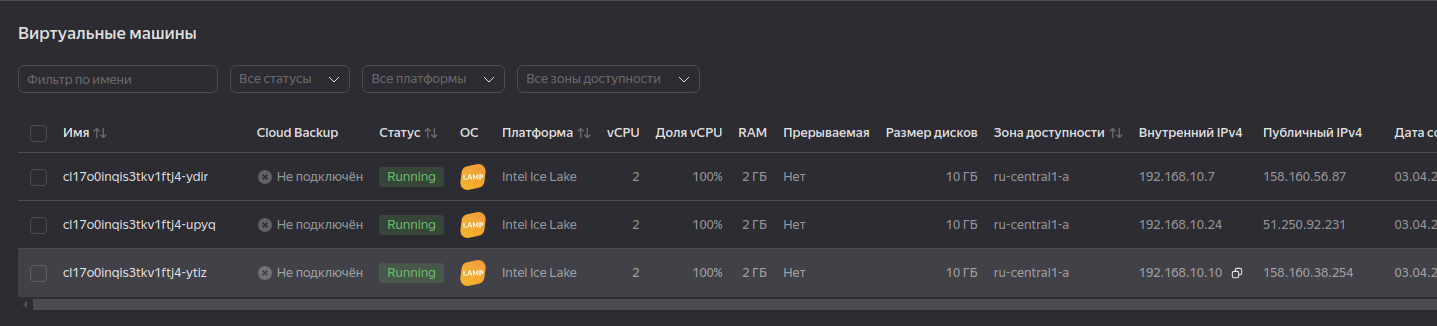 Виртуальные машины
Фильтр по имени Все статусы Все платформы Все зоны доступности
Имя Cloud Backup Статус ОС Платформа vCPU Доля vCPU RAM Прерываемая Размер дисков Зона доступности Внутренний IPv4 Публичный IPv4 Дата со
cl17o0inqis3tkv1ftj4-ydir Не подключён Running LAMP Intel Ice Lake 2 100% 2 ГБ Нет 10 ГБ ru-central1-a 192.168.10.7 158.160.56.87 03.04.2
cl17o0inqis3tkv1ftj4-upyq Не подключён Running LAMP Intel Ice Lake 2 100% 2 ГБ Нет 10 ГБ ru-central1-a 192.168.10.24 51.250.92.231 03.04.2
cl17o0inqis3tkv1ftj4-ytiz Не подключён Running LAMP Intel Ice Lake 2 100% 2 ГБ Нет 10 ГБ ru-central1-a 192.168.10.10 158.160.38.254 03.04.2